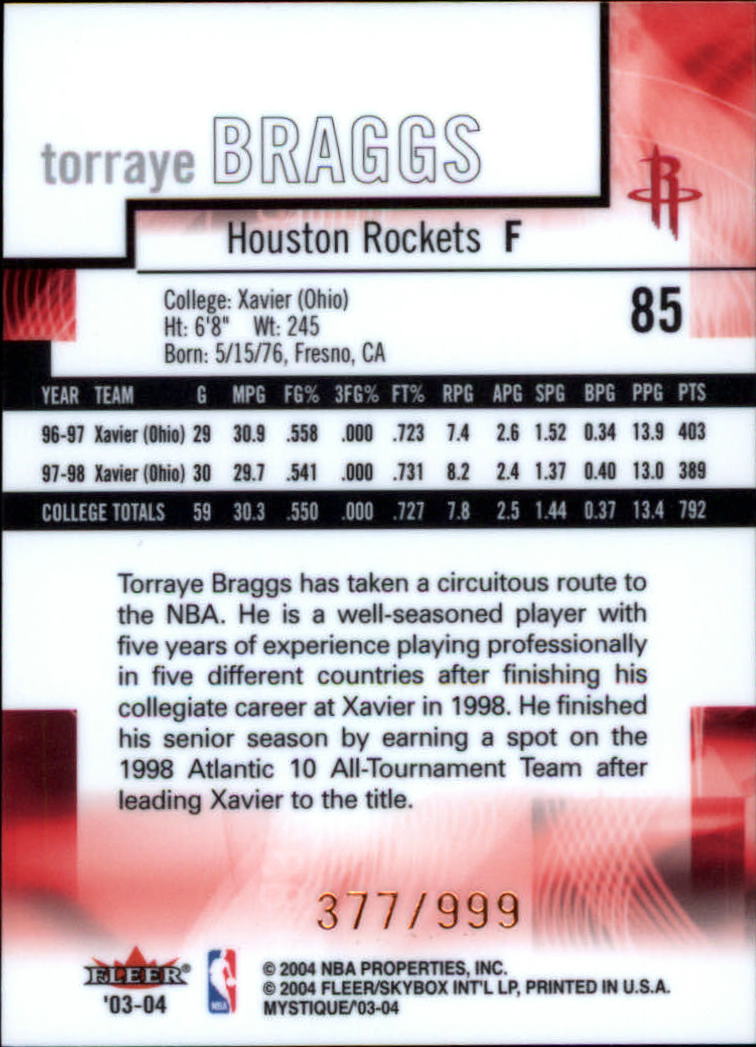 torraye BRAGGS
R
Houston Rockets F
85
College: Xavier (Ohio)
Ht: 6'8" Wt: 245
Born: 5/15/76, Fresno, CA
YEAR TEAM G MPG FG% 3FG% FT% RPG APG SPG BPG PPG PTS
96-97 Xavier (Ohio) 29 30.9 .558 .000 .723 7.4 2.6 1.52 0.34 13.9 403
97-98 Xavier (Ohio) 30 29.7 .541 .000 .731 8.2 2.4 1.37 0.40 13.0 389
COLLEGE TOTALS 59 30.3 .550 .000 .727 7.8 2.5 1.44 0.37 13.4 792
Torraye Braggs has taken a circuitous route to
the NBA. He is a well-seasoned player with
five years of experience playing professionally
in five different countries after finishing his
collegiate career at Xavier in 1998. He finished
his senior season by earning a spot on the
1998 Atlantic 10 All-Tournament Team after
leading Xavier to the title.
377/999
FLEER®
'03-04
NBA
© 2004 NBA PROPERTIES, INC.
© 2004 FLEER/SKYBOX INT'L LP, PRINTED IN U.S.A.
MYSTIQUE/'03-04